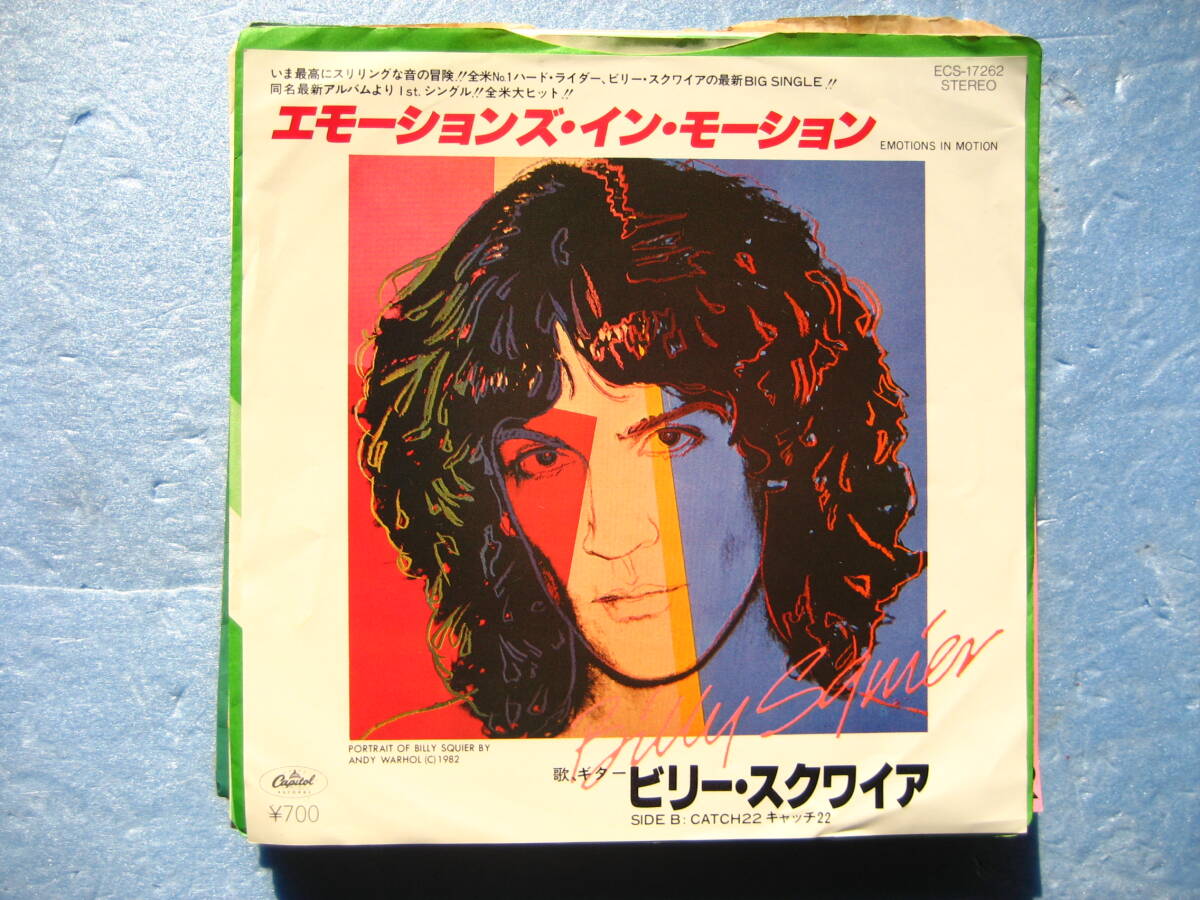 いま最高にスリリングな音の冒険!!全米No.1ハード・ライダー、ビリー・スクワイアの最新BIG SINGLE!!
同名最新アルバムより1st.シングル!!全米大ヒット!!
ECS-17262
STEREO
エモーションズ・イン・モーション
EMOTIONS IN MOTION
Billy Squier
PORTRAIT OF BILLY SQUIER BY
ANDY WARHOL (C) 1982
歌、ギター ビリー・スクワイア
SIDE B: CATCH22 キャッチ22
Capitol
RECORDS
¥700